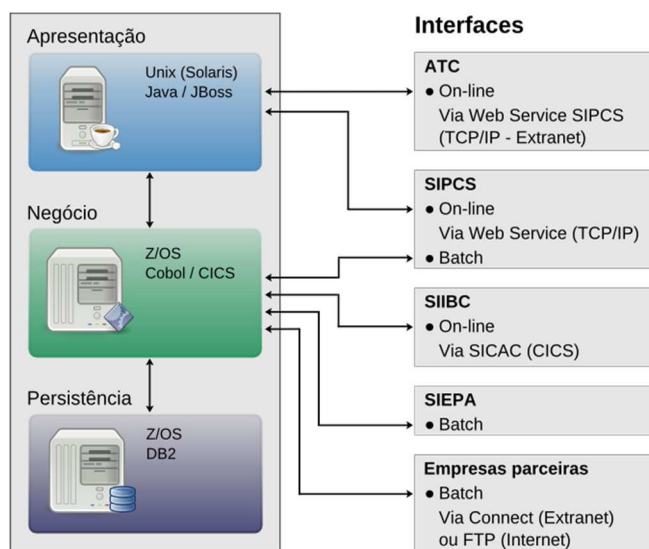 Apresentação
Unix (Solaris)
Java / JBoss
Negócio
Z/OS
Cobol / CICS
Persistência
Z/OS
DB2
Interfaces
ATC
● On-line
Via Web Service SIPCS
(TCP/IP - Extranet)
SIPCS
● On-line
Via Web Service (TCP/IP)
● Batch
SIIBC
● On-line
Via SICAC (CICS)
SIEPA
● Batch
Empresas parceiras
● Batch
Via Connect (Extranet)
ou FTP (Internet)